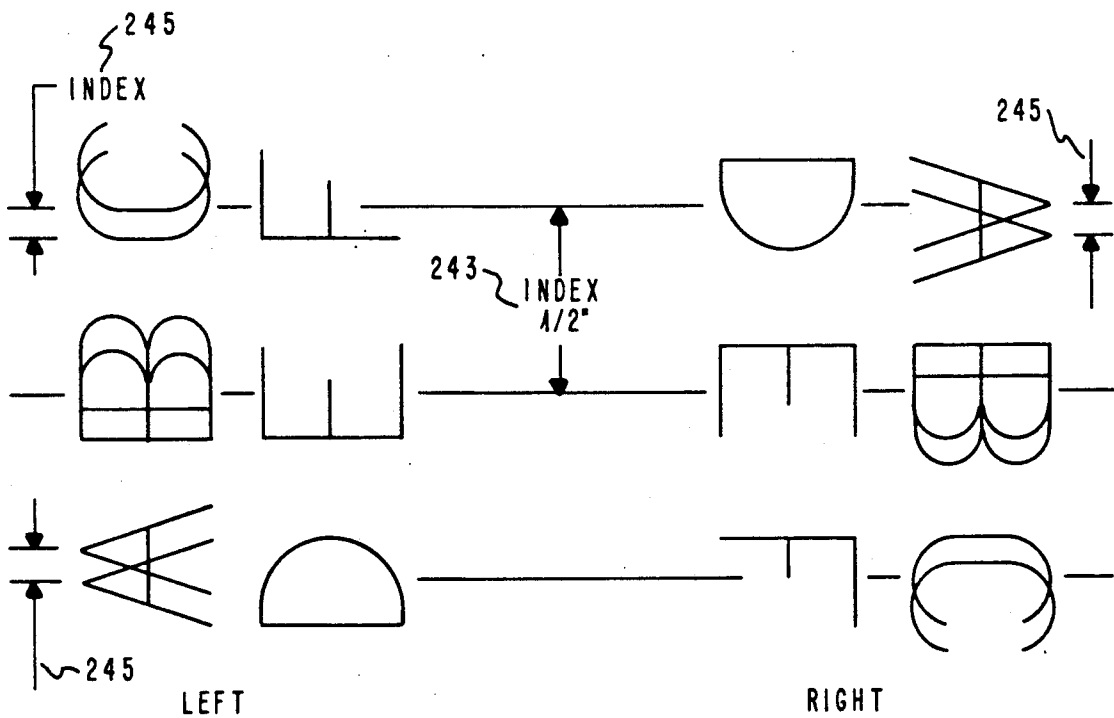 245
INDEX
245
C F D A
243
INDEX
1/2"
B E E B
A D F C
245
LEFT RIGHT